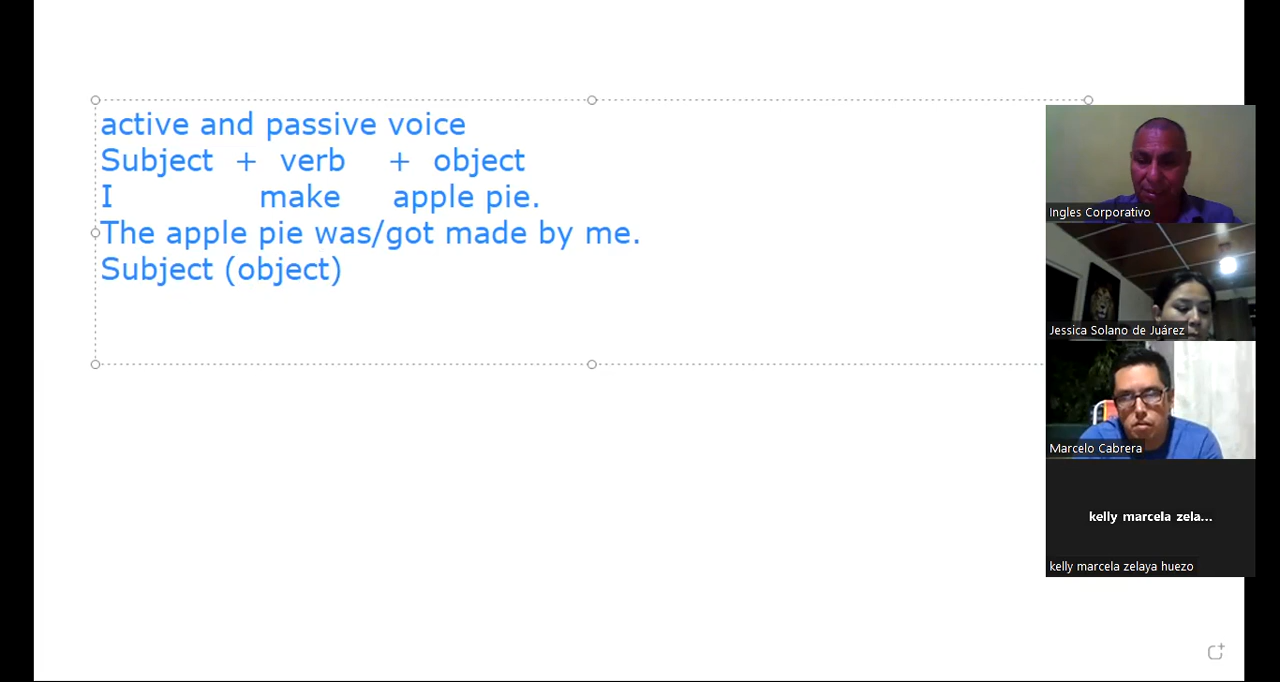 active and passive voice
Subject + verb + object
I make apple pie.
The apple pie was/got made by me.
Subject (object)
Ingles Corporativo
Jessica Solano de Juárez
Marcelo Cabrera
kelly marcela zela...
kelly marcela zelaya huezo